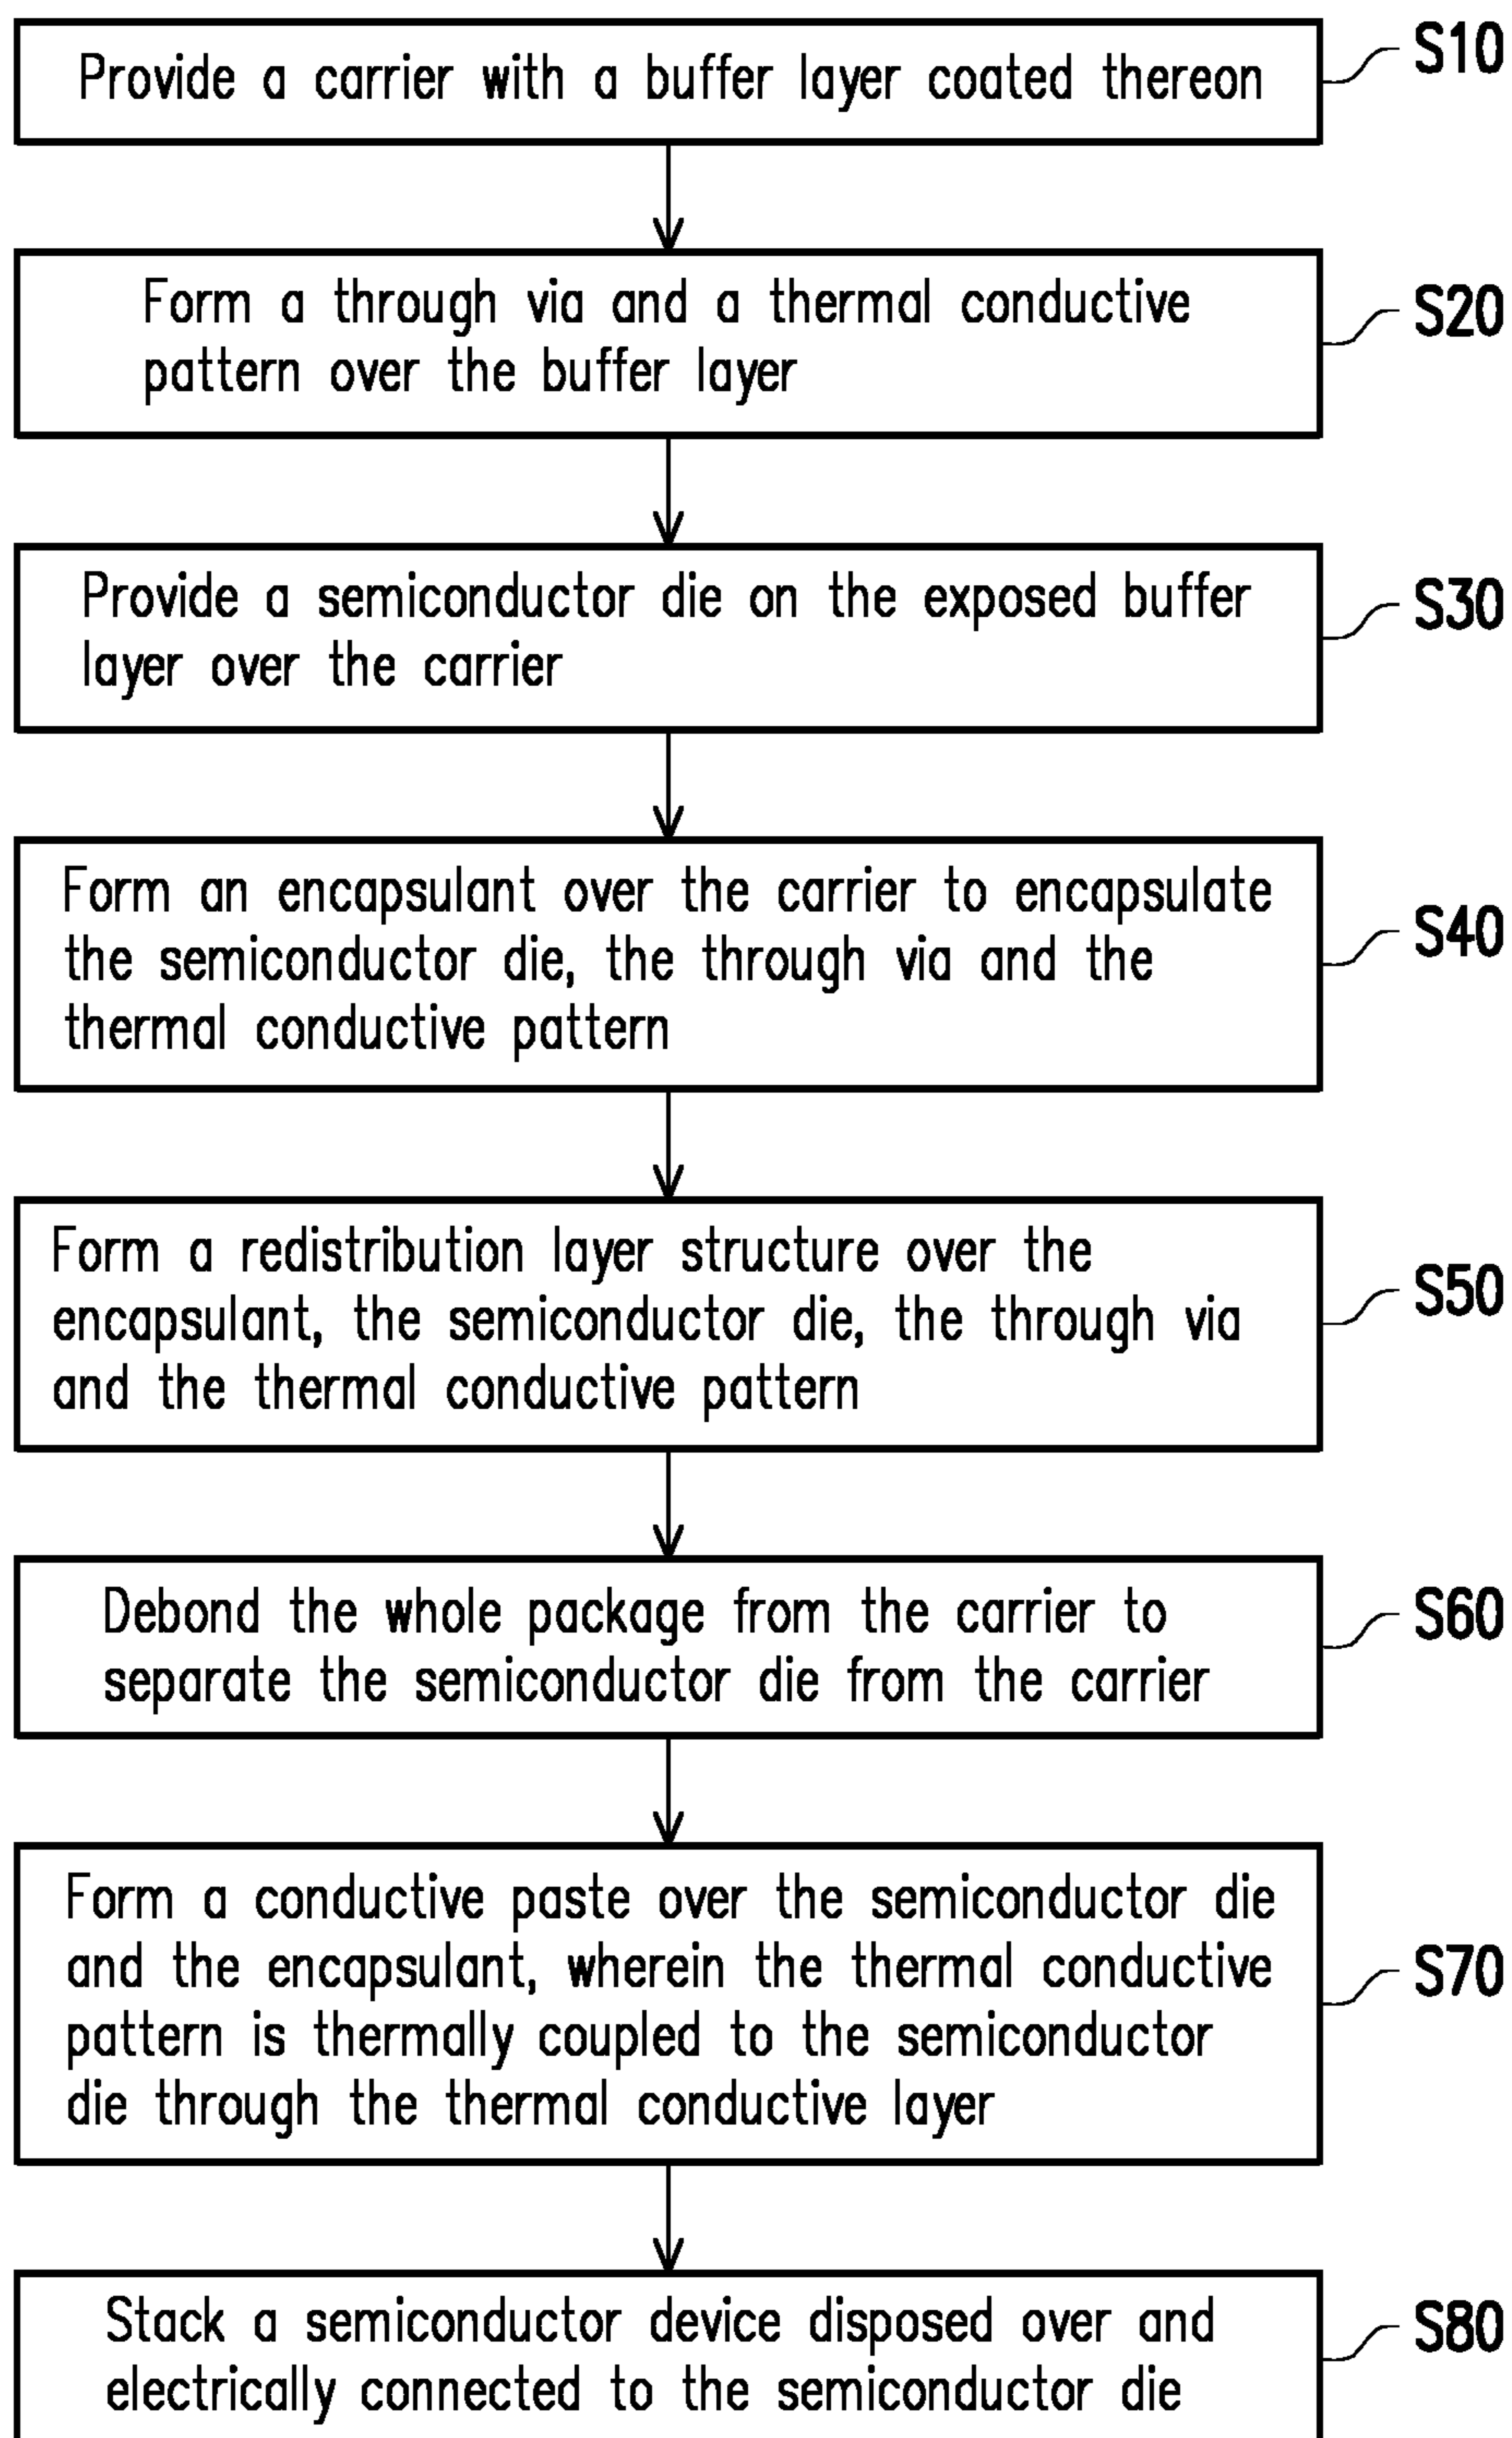 Provide a carrier with a buffer layer coated thereon
S10
Form a through via and a thermal conductive
pattern over the buffer layer
S20
Provide a semiconductor die on the exposed buffer
layer over the carrier
S30
Form an encapsulant over the carrier to encapsulate
the semiconductor die, the through via and the
thermal conductive pattern
S40
Form a redistribution layer structure over the
encapsulant, the semiconductor die, the through via
and the thermal conductive pattern
S50
Debond the whole package from the carrier to
separate the semiconductor die from the carrier
S60
Form a conductive paste over the semiconductor die
and the encapsulant, wherein the thermal conductive
pattern is thermally coupled to the semiconductor
die through the thermal conductive layer
S70
Stack a semiconductor device disposed over and
electrically connected to the semiconductor die
S80